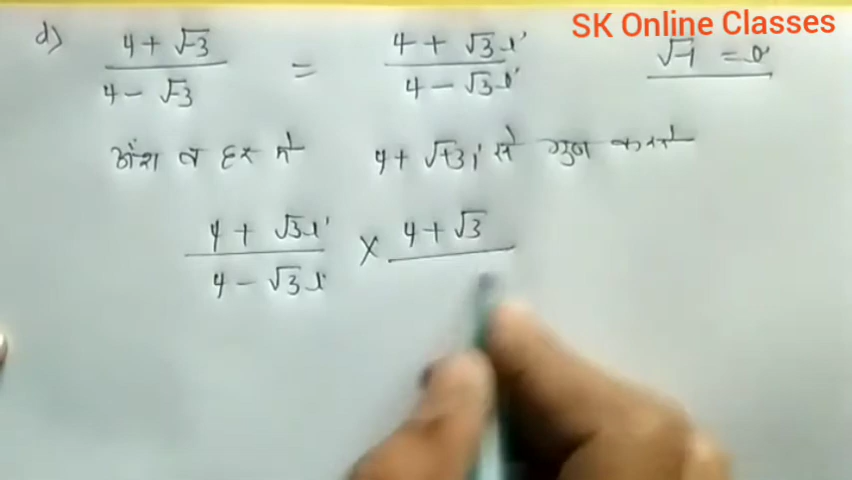 SK Online Classes
d) (4 + √-3)/(4 - √-3) = (4 + √3i)/(4 - √3i) √-1 = i
अंश व हर में 4 + √+3i से गुणा करने
(4 + √3i)/(4 - √3i) × 4 + √3